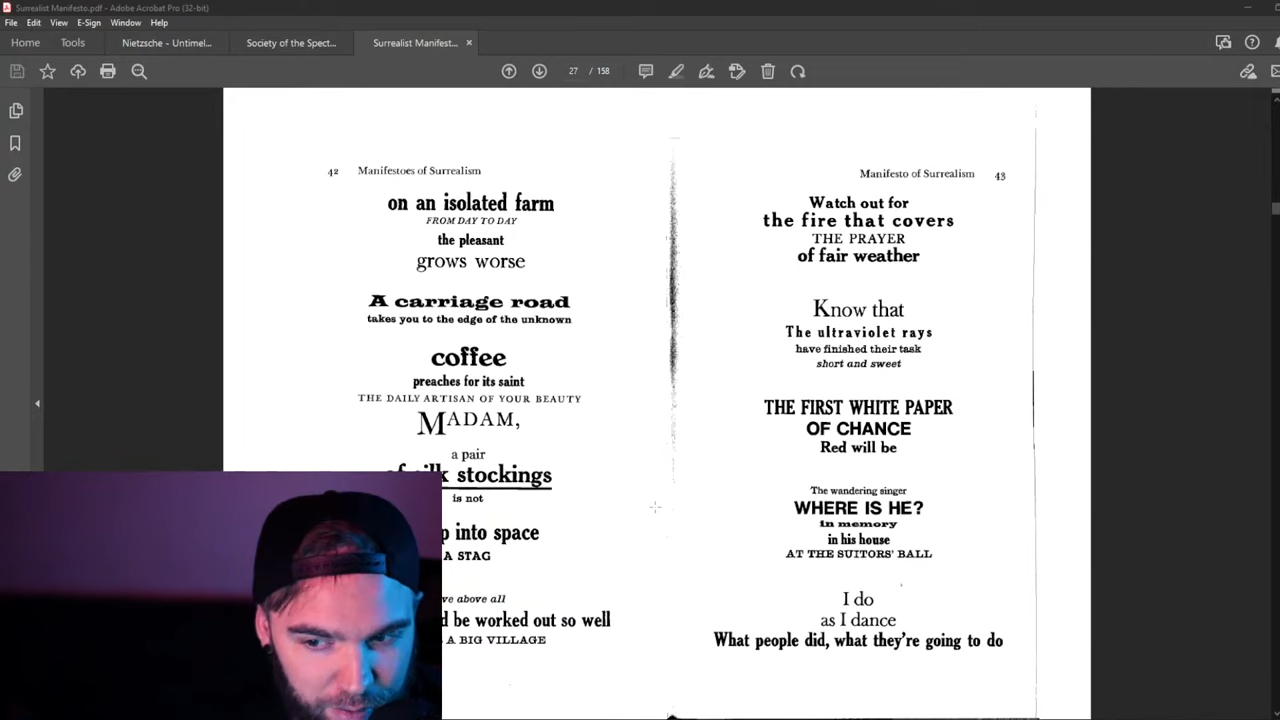 Surrealist Manifesto.pdf - Adobe Acrobat Pro (32-bit)
File Edit View E-Sign Window Help
Home Tools Nietzsche - Untimel... Society of the Spect... Surrealist Manifest... ×
27 / 158
42 Manifestoes of Surrealism
on an isolated farm
FROM DAY TO DAY
the pleasant
grows worse
A carriage road
takes you to the edge of the unknown
coffee
preaches for its saint
THE DAILY ARTISAN OF YOUR BEAUTY
MADAM,
a pair
stockings
is not
into space
A STAG
above all
be worked out so well
A BIG VILLAGE
Manifesto of Surrealism 43
Watch out for
the fire that covers
THE PRAYER
of fair weather
Know that
The ultraviolet rays
have finished their task
short and sweet
THE FIRST WHITE PAPER
OF CHANCE
Red will be
The wandering singer
WHERE IS HE?
in memory
in his house
AT THE SUITORS' BALL
I do
as I dance
What people did, what they're going to do